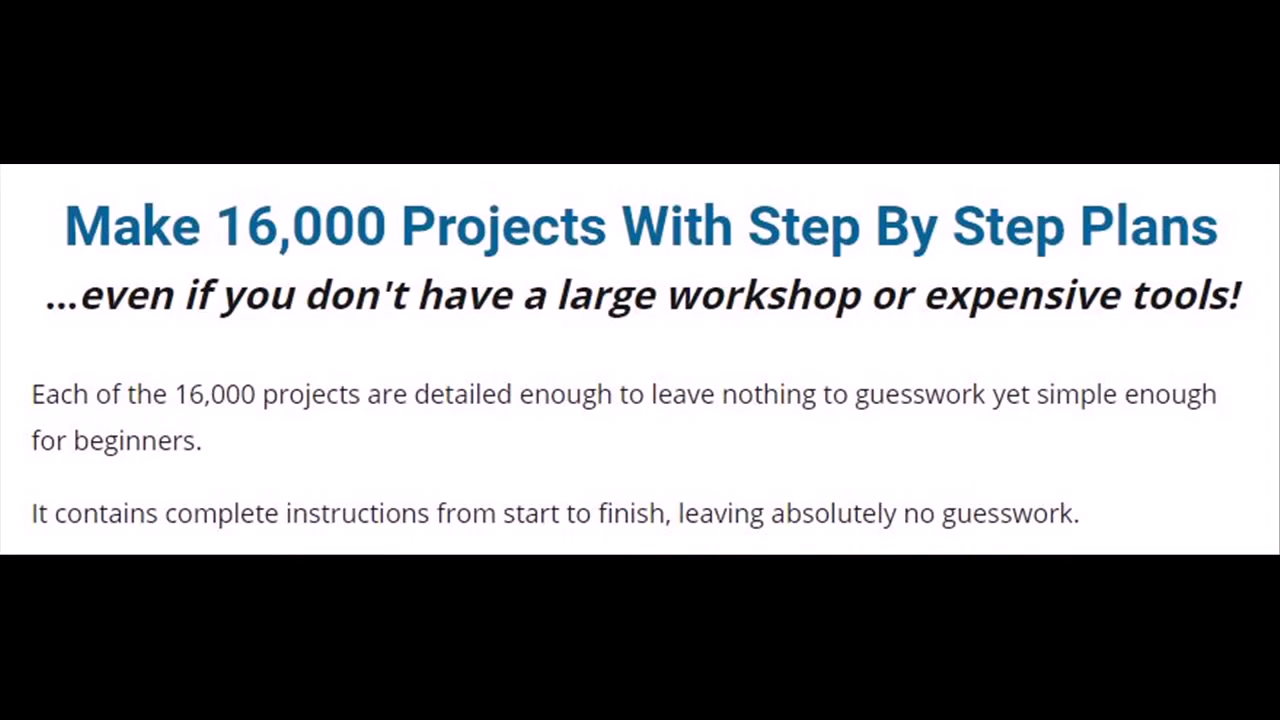 Make 16,000 Projects With Step By Step Plans
...even if you don't have a large workshop or expensive tools!
Each of the 16,000 projects are detailed enough to leave nothing to guesswork yet simple enough
for beginners.
It contains complete instructions from start to finish, leaving absolutely no guesswork.